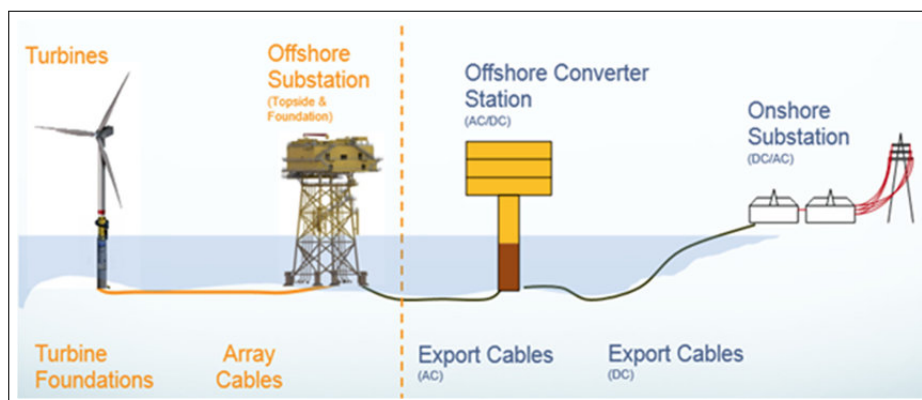 Turbines
Offshore
Substation
(Topside &
Foundation)
Offshore Converter
Station
(AC/DC)
Onshore
Substation
(DC/AC)
Turbine
Foundations
Array
Cables
Export Cables
(AC)
Export Cables
(DC)